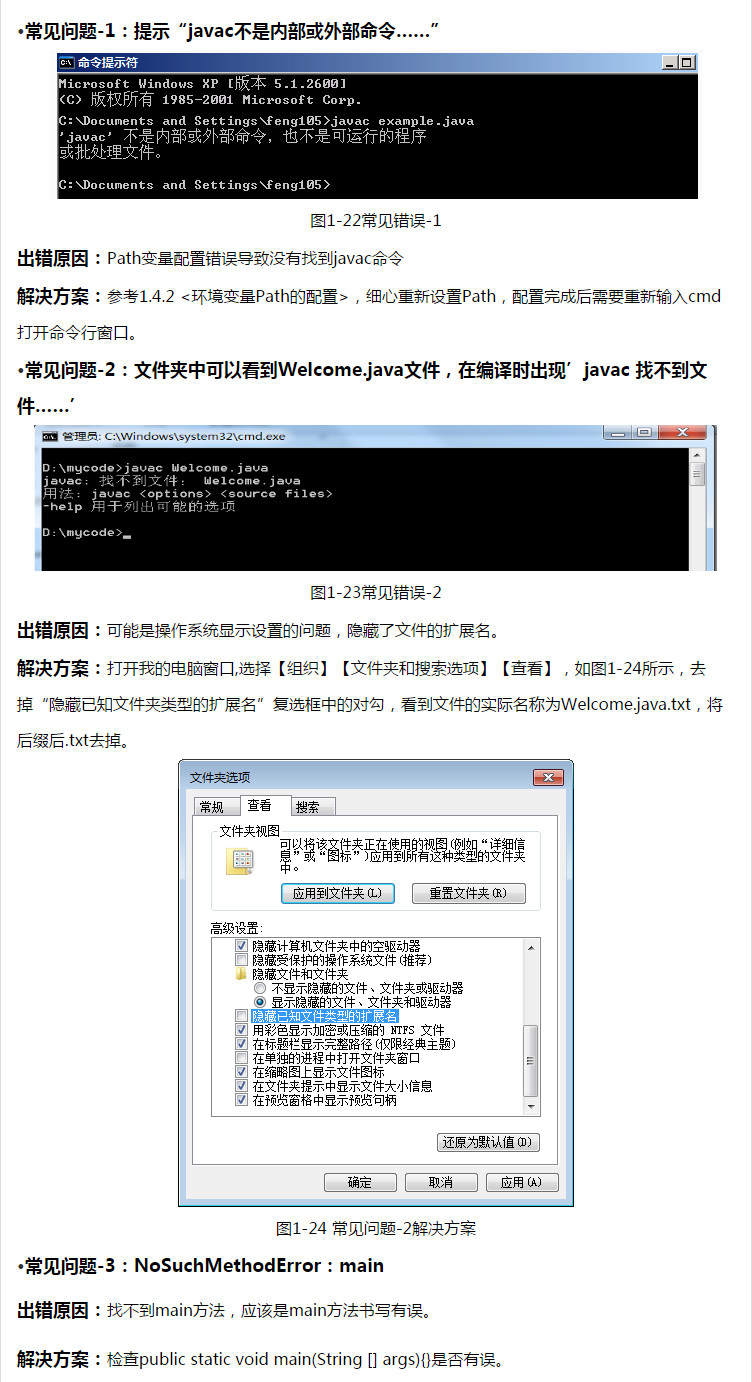 •常见问题-1：提示“javac不是内部或外部命令……”
命令提示符
Microsoft Windows XP [版本 5.1.2600]
(C) 版权所有 1985-2001 Microsoft Corp.
C:\Documents and Settings\feng105>javac example.java
'javac' 不是内部或外部命令，也不是可运行的程序
或批处理文件。
C:\Documents and Settings\feng105>
图1-22常见错误-1
出错原因：Path变量配置错误导致没有找到javac命令
解决方案：参考1.4.2 <环境变量Path的配置>，细心重新设置Path，配置完成后需要重新输入cmd
打开命令行窗口。
•常见问题-2：文件夹中可以看到Welcome.java文件，在编译时出现’javac 找不到文
件……’
管理员: C:\Windows\system32\cmd.exe
D:\mycode>javac Welcome.java
javac: 找不到文件: Welcome.java
用法: javac <options> <source files>
-help 用于列出可能的选项
D:\mycode>
图1-23常见错误-2
出错原因：可能是操作系统显示设置的问题，隐藏了文件的扩展名。
解决方案：打开我的电脑窗口,选择【组织】【文件夹和搜索选项】【查看】，如图1-24所示，去
掉“隐藏已知文件夹类型的扩展名”复选框中的对勾，看到文件的实际名称为Welcome.java.txt，将
后缀后.txt去掉。
文件夹选项
常规 查看 搜索
文件夹视图
可以将该文件夹正在使用的视图(例如“详细信
息”或“图标”)应用到所有这种类型的文件夹
中。
应用到文件夹(L) 重置文件夹(R)
高级设置:
隐藏计算机文件夹中的空驱动器
隐藏受保护的操作系统文件(推荐)
隐藏文件和文件夹
不显示隐藏的文件、文件夹或驱动器
显示隐藏的文件、文件夹和驱动器
隐藏已知文件类型的扩展名
用彩色显示加密或压缩的 NTFS 文件
在标题栏显示完整路径(仅限经典主题)
在单独的进程中打开文件夹窗口
在缩略图上显示文件图标
在文件夹提示中显示文件大小信息
在预览窗格中显示预览句柄
还原为默认值(D)
确定 取消 应用(A)
图1-24 常见问题-2解决方案
•常见问题-3：NoSuchMethodError：main
出错原因：找不到main方法，应该是main方法书写有误。
解决方案：检查public static void main(String [] args){}是否有误。